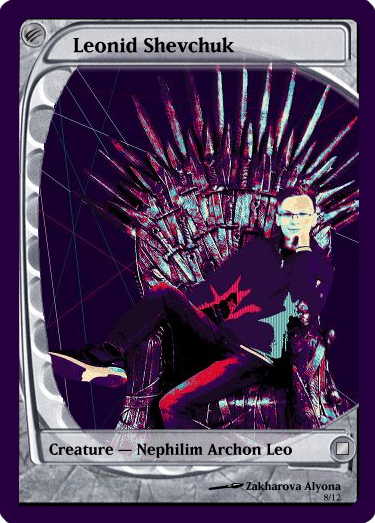 Leonid Shevchuk
Creature — Nephilim Archon Leo
Zakharova Alyona
8/12